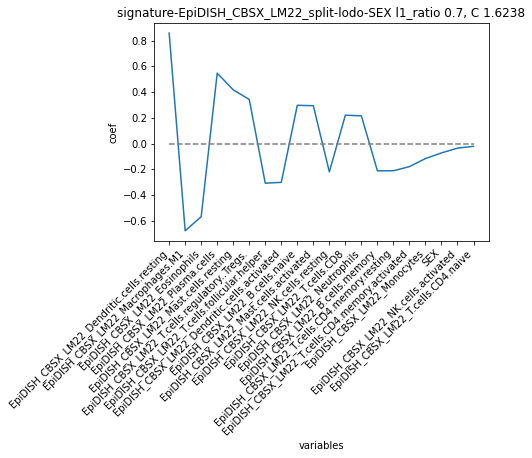 signature-EpiDISH_CBSX_LM22_split-lodo-SEX l1_ratio 0.7, C 1.6238
coef
0.8
0.6
0.4
0.2
0.0
−0.2
−0.4
−0.6
EpiDISH_CBSX_LM22_Dendritic.cells.resting
EpiDISH_CBSX_LM22_Macrophages.M1
EpiDISH_CBSX_LM22_Eosinophils
EpiDISH_CBSX_LM22_Plasma.cells
EpiDISH_CBSX_LM22_Mast.cells.resting
EpiDISH_CBSX_LM22_T.cells.regulatory..Tregs.
EpiDISH_CBSX_LM22_T.cells.follicular.helper
EpiDISH_CBSX_LM22_Dendritic.cells.activated
EpiDISH_CBSX_LM22_B.cells.naive
EpiDISH_CBSX_LM22_Mast.cells.activated
EpiDISH_CBSX_LM22_NK.cells.resting
EpiDISH_CBSX_LM22_T.cells.CD8
EpiDISH_CBSX_LM22_Neutrophils
EpiDISH_CBSX_LM22_B.cells.memory
EpiDISH_CBSX_LM22_T.cells.CD4.memory.resting
EpiDISH_CBSX_LM22_T.cells.CD4.memory.activated
EpiDISH_CBSX_LM22_Monocytes
SEX
EpiDISH_CBSX_LM22_NK.cells.activated
EpiDISH_CBSX_LM22_T.cells.CD4.naive
variables